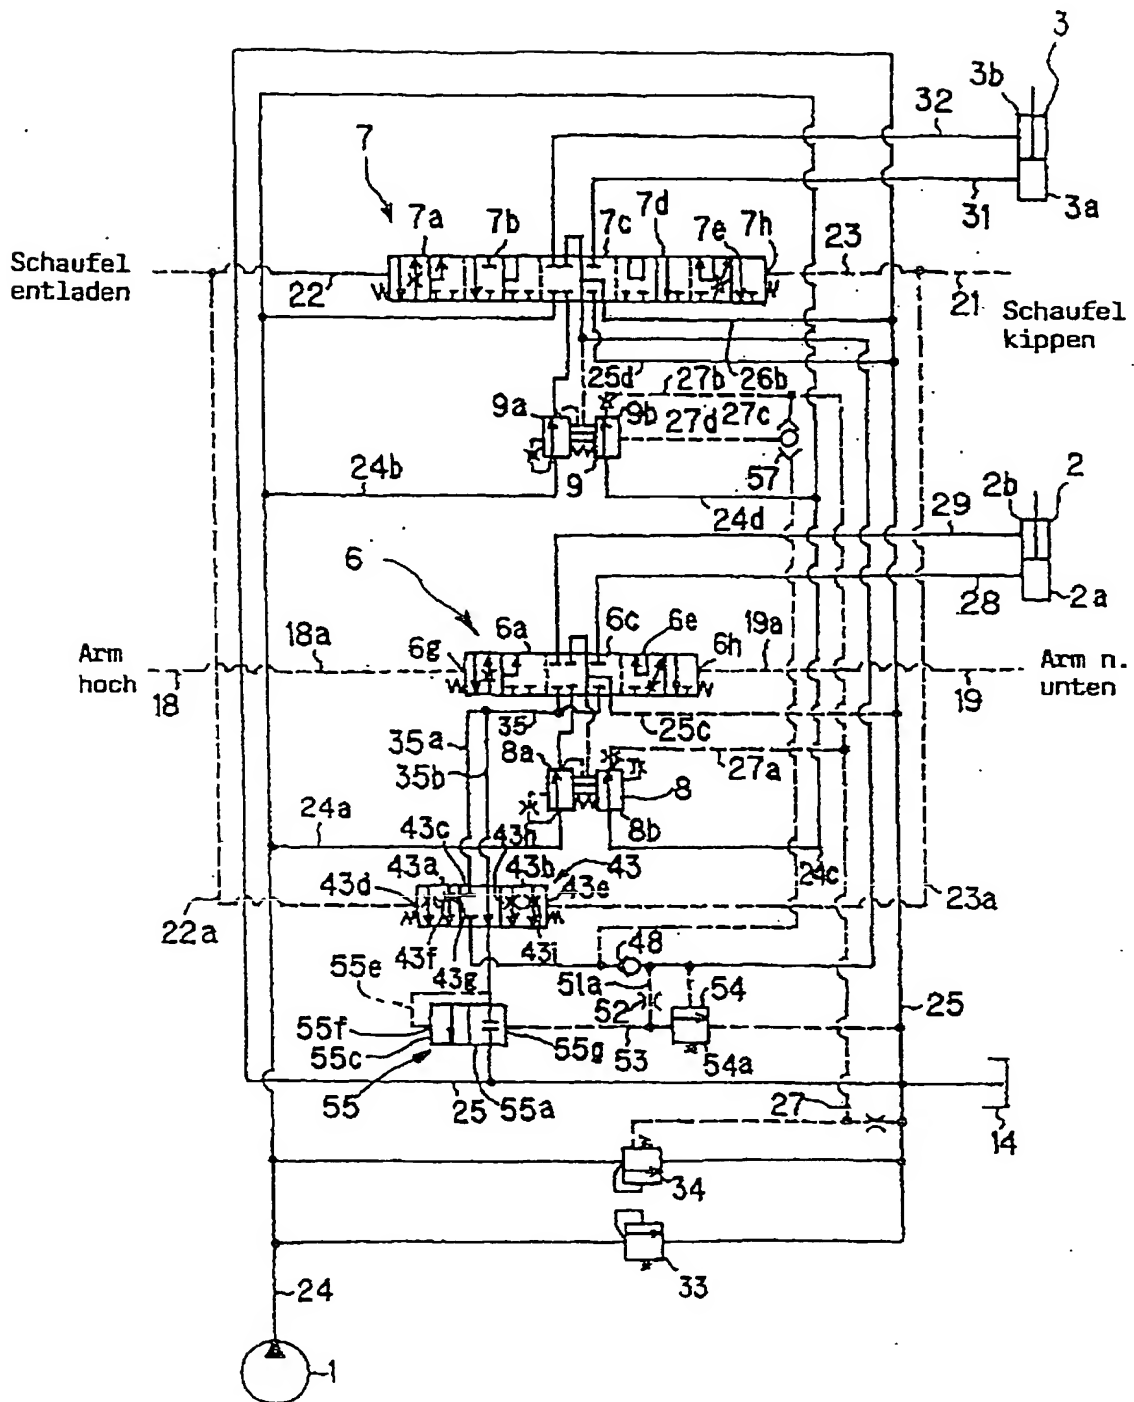 3
3b
32
7
7a
7b
7c
7d
7e
7h
31
3a
23
Schaufel
entladen
22
21
Schaufel
kippen
25d
27b
26b
9a
9b
27d
27c
24b
9
57
24d
2b
2
29
6
28
2a
18a
6g
6a
6c
6e
6h
19a
Arm
hoch
18
Arm n.
unten
19
35a
35
25c
35b
8a
27a
8
24a
43c
43h
8b
43a
43b
43
24c
43d
43e
22a
23a
43f
43g
43i
48
55e
51a
54
52
25
55f
55g
53
54a
55c
55
25
55a
27
14
34
33
24
1